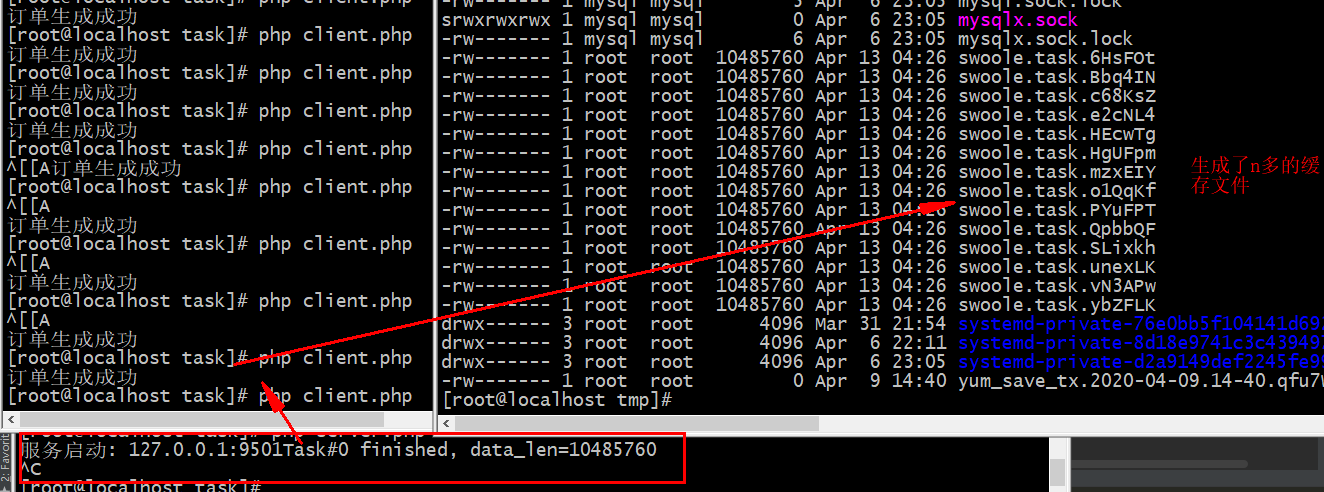 订单生成成功
[root@localhost task]# php client.php
订单生成成功
[root@localhost task]# php client.php
订单生成成功
[root@localhost task]# php client.php
订单生成成功
[root@localhost task]# php client.php
^[[A订单生成成功
[root@localhost task]# php client.php
^[[A
订单生成成功
[root@localhost task]# php client.php
^[[A
订单生成成功
[root@localhost task]# php client.php
^[[A
订单生成成功
[root@localhost task]# php client.php
订单生成成功
[root@localhost task]# php client.php
-rw------- 1 mysql mysql 5 Apr 6 23:05 mysql.sock.lock
srwxrwxrwx 1 mysql mysql 0 Apr 6 23:05 mysqlx.sock
-rw------- 1 mysql mysql 6 Apr 6 23:05 mysqlx.sock.lock
-rw------- 1 root root 10485760 Apr 13 04:26 swoole.task.6HsFOt
-rw------- 1 root root 10485760 Apr 13 04:26 swoole.task.Bbq4IN
-rw------- 1 root root 10485760 Apr 13 04:26 swoole.task.c68KsZ
-rw------- 1 root root 10485760 Apr 13 04:26 swoole.task.e2cNL4
-rw------- 1 root root 10485760 Apr 13 04:26 swoole.task.HEcwTg
-rw------- 1 root root 10485760 Apr 13 04:26 swoole.task.HgUFpm
-rw------- 1 root root 10485760 Apr 13 04:26 swoole.task.mzxEIY
-rw------- 1 root root 10485760 Apr 13 04:26 swoole.task.o1QqKf
-rw------- 1 root root 10485760 Apr 13 04:26 swoole.task.PYuFPT
-rw------- 1 root root 10485760 Apr 13 04:26 swoole.task.QpbbQF
-rw------- 1 root root 10485760 Apr 13 04:26 swoole.task.SLixkh
-rw------- 1 root root 10485760 Apr 13 04:26 swoole.task.unexLK
-rw------- 1 root root 10485760 Apr 13 04:26 swoole.task.vN3APw
-rw------- 1 root root 10485760 Apr 13 04:26 swoole.task.ybZFLK
drwx------ 3 root root 4096 Mar 31 21:54 systemd-private-76e0bb5f104141d69
drwx------ 3 root root 4096 Apr 6 22:11 systemd-private-8d18e9741c3c43949
drwx------ 3 root root 4096 Apr 6 23:05 systemd-private-d2a9149def2245fe9
-rw------- 1 root root 0 Apr 9 14:40 yum_save_tx.2020-04-09.14-40.qfu7
[root@localhost tmp]#
生成了n多的缓
存文件
[root@localhost task]# php server.php
服务启动: 127.0.0.1:9501Task#0 finished, data_len=10485760
^C
[root@localhost task]#
2: Favorit